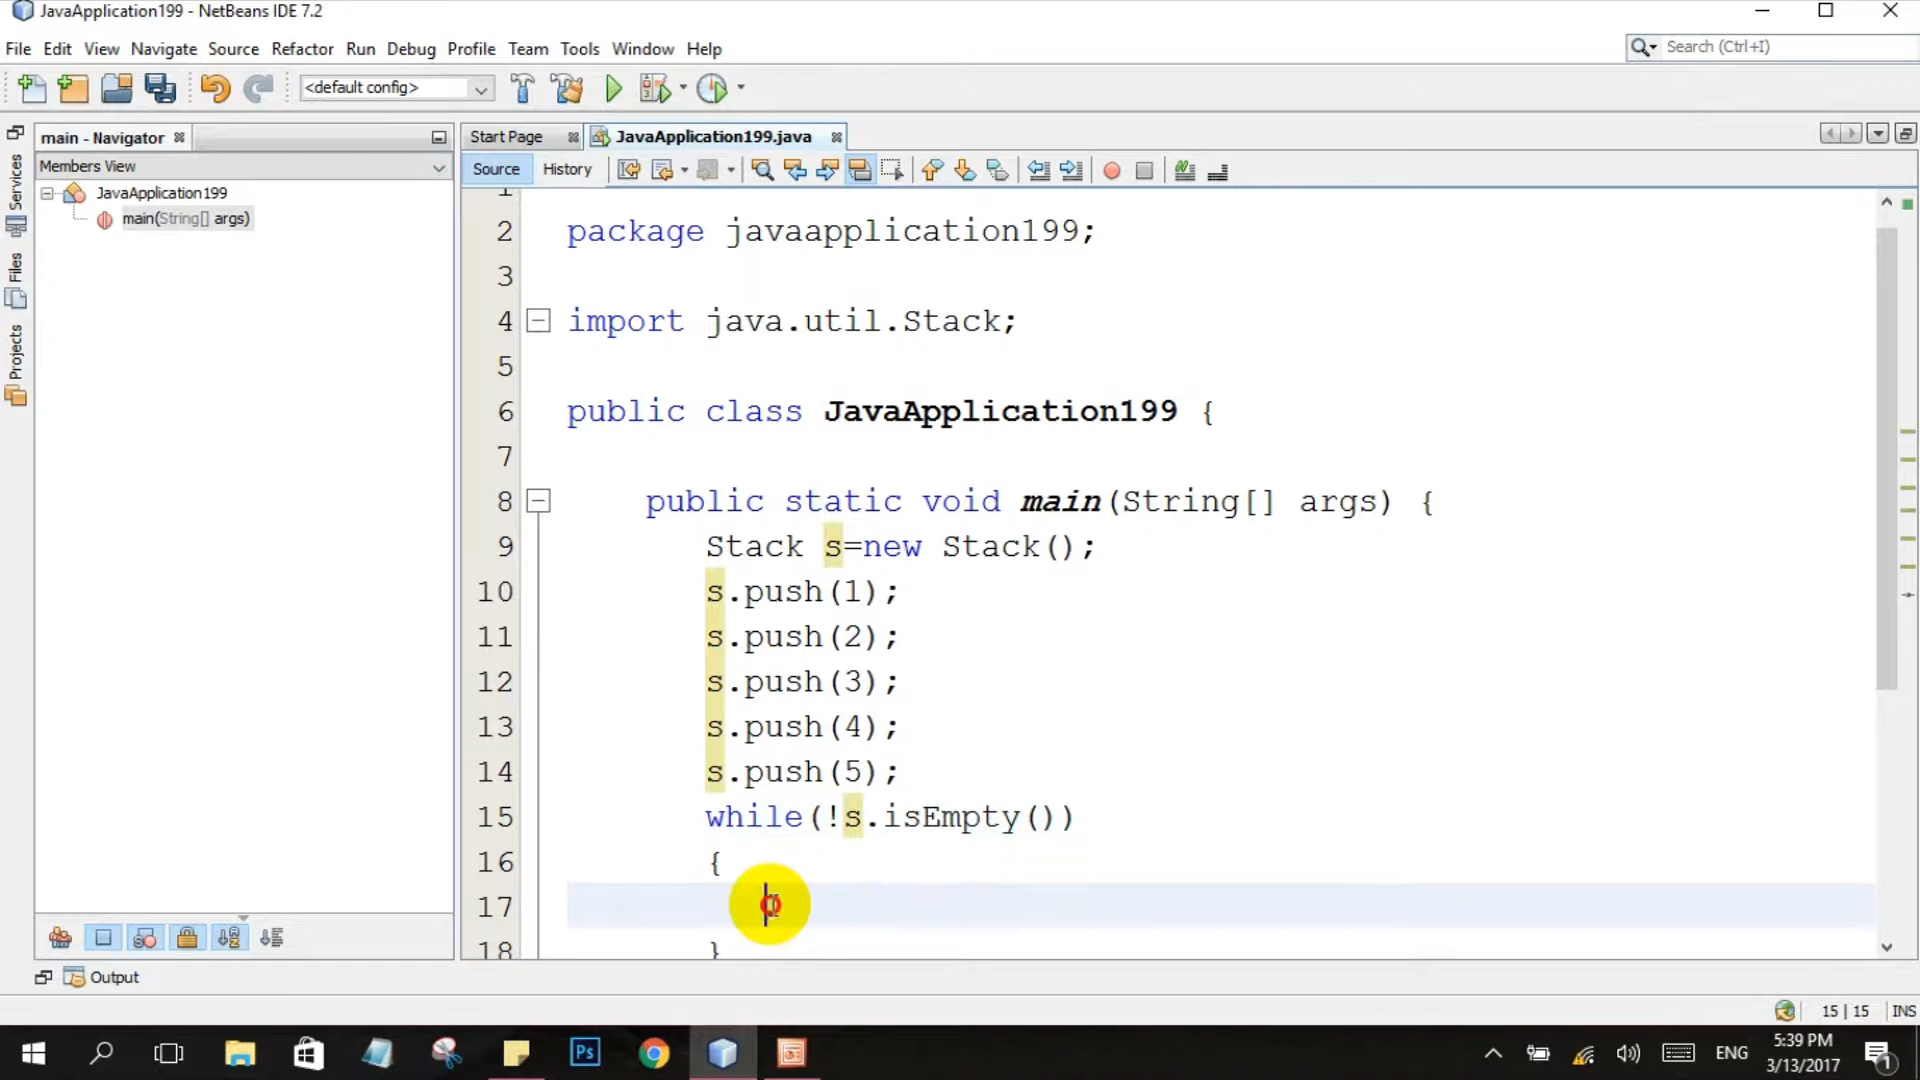 JavaApplication199 - NetBeans IDE 7.2
File Edit View Navigate Source Refactor Run Debug Profile Team Tools Window Help
Search (Ctrl+I)
<default config>
main - Navigator
Start Page
JavaApplication199.java
Members View
Source History
JavaApplication199
main(String[] args)
Services
Files
Projects
1
2 package javaapplication199;
3
4 import java.util.Stack;
5
6 public class JavaApplication199 {
7
8 public static void main(String[] args) {
9 Stack s=new Stack();
10 s.push(1);
11 s.push(2);
12 s.push(3);
13 s.push(4);
14 s.push(5);
15 while(!s.isEmpty())
16 {
17
18 }
Output
15 | 15 INS
Ps
ENG
5:39 PM
3/13/2017
1